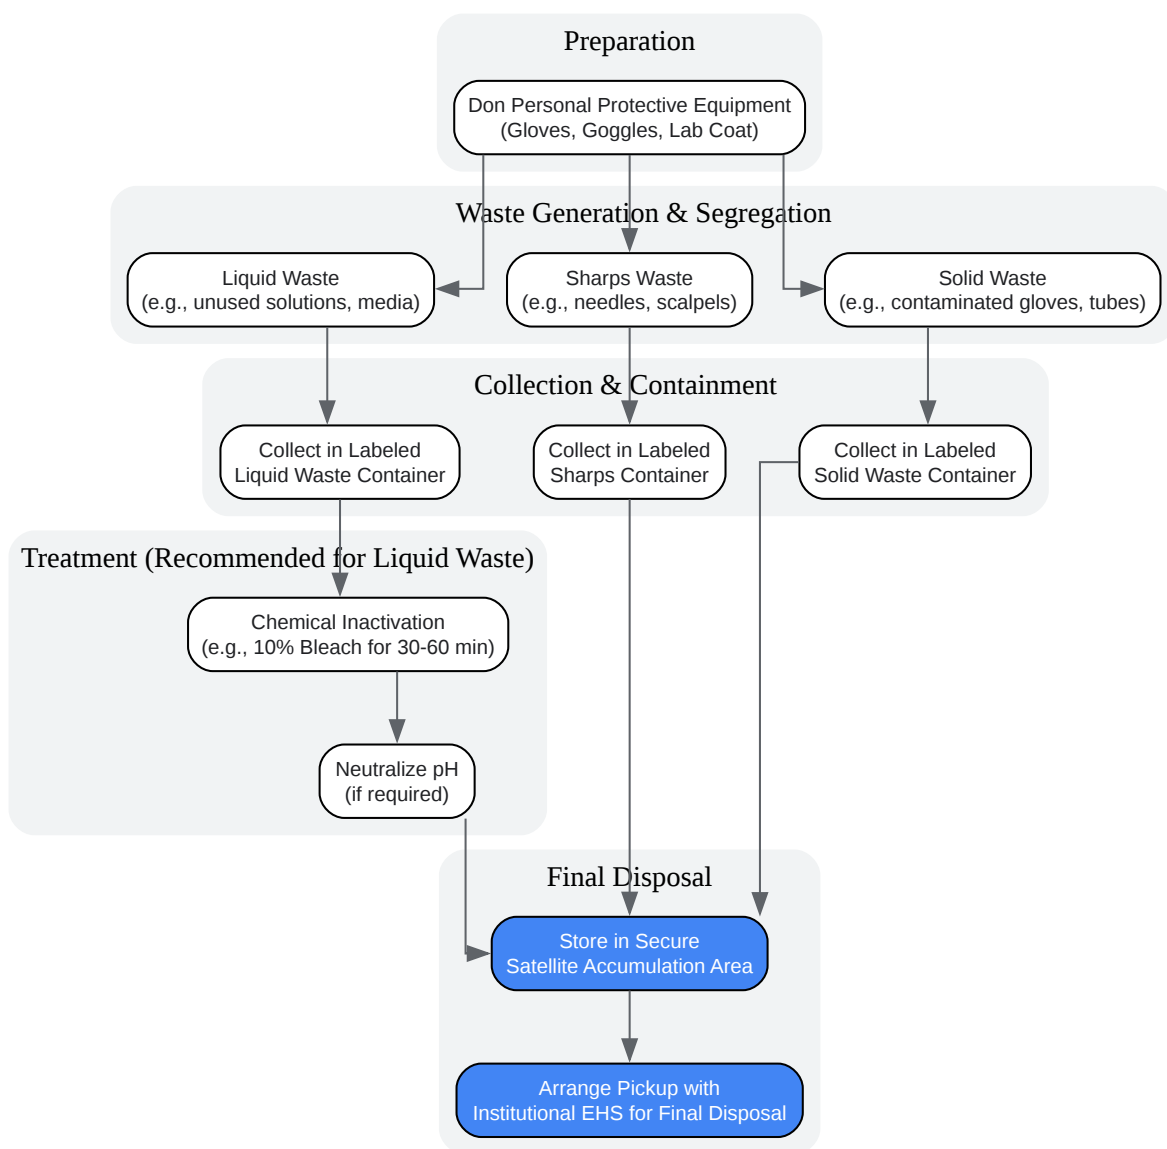 Preparation
Don Personal Protective Equipment
(Gloves, Goggles, Lab Coat)
Waste Generation & Segregation
Liquid Waste
(e.g., unused solutions, media)
Sharps Waste
(e.g., needles, scalpels)
Solid Waste
(e.g., contaminated gloves, tubes)
Collection & Containment
Collect in Labeled
Liquid Waste Container
Collect in Labeled
Sharps Container
Collect in Labeled
Solid Waste Container
Treatment (Recommended for Liquid Waste)
Chemical Inactivation
(e.g., 10% Bleach for 30-60 min)
Neutralize pH
(if required)
Final Disposal
Store in Secure
Satellite Accumulation Area
Arrange Pickup with
Institutional EHS for Final Disposal